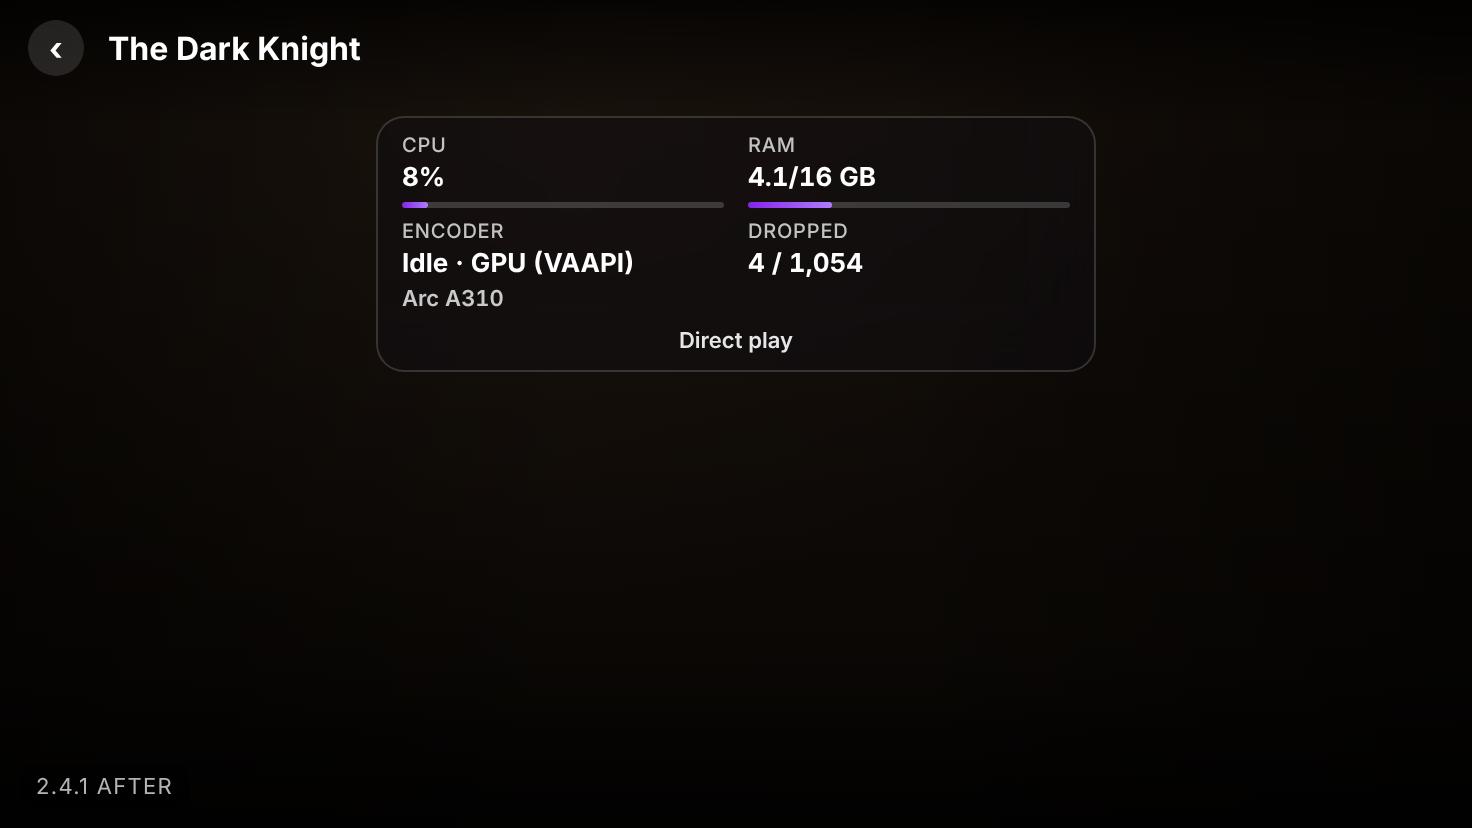 ‹ The Dark Knight
CPU
8%
RAM
4.1/16 GB
ENCODER
Idle · GPU (VAAPI)
Arc A310
DROPPED
4 / 1,054
Direct play
2.4.1 AFTER